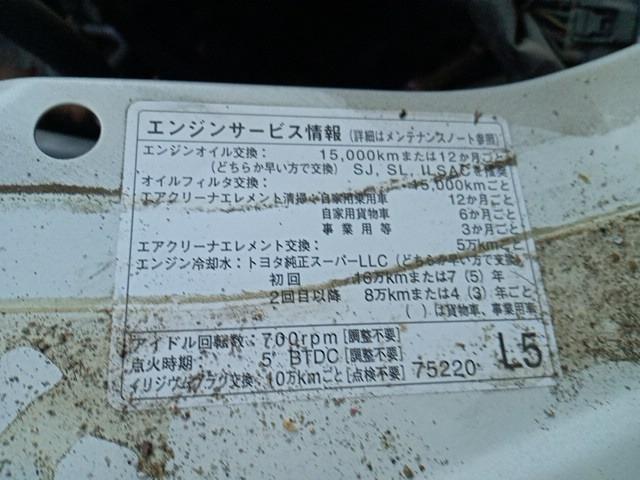 エンジンサービス情報 (詳細はメンテナンスノート参照)
エンジンオイル交換： 15,000kmまたは12か月ごと
(どちらか早い方で交換) SJ, SL, ILSACを推奨
オイルフィルタ交換： 15,000kmごと
エアクリーナエレメント清掃：自家用乗用車 12か月ごと
自家用貨物車 6か月ごと
事業用等 3か月ごと
エアクリーナエレメント交換： 5万kmごと
エンジン冷却水：トヨタ純正スーパーLLC (どちらか早い方で交換)
初回 16万kmまたは7 (5) 年
2回目以降 8万kmまたは4 (3) 年ごと
( ) は貨物車、事業用車
アイドル回転数：700rpm [調整不要]
点火時期： 5° BTDC [調整不要]
イリジウムプラグ交換：10万kmごと [点検不要] 75220 L5